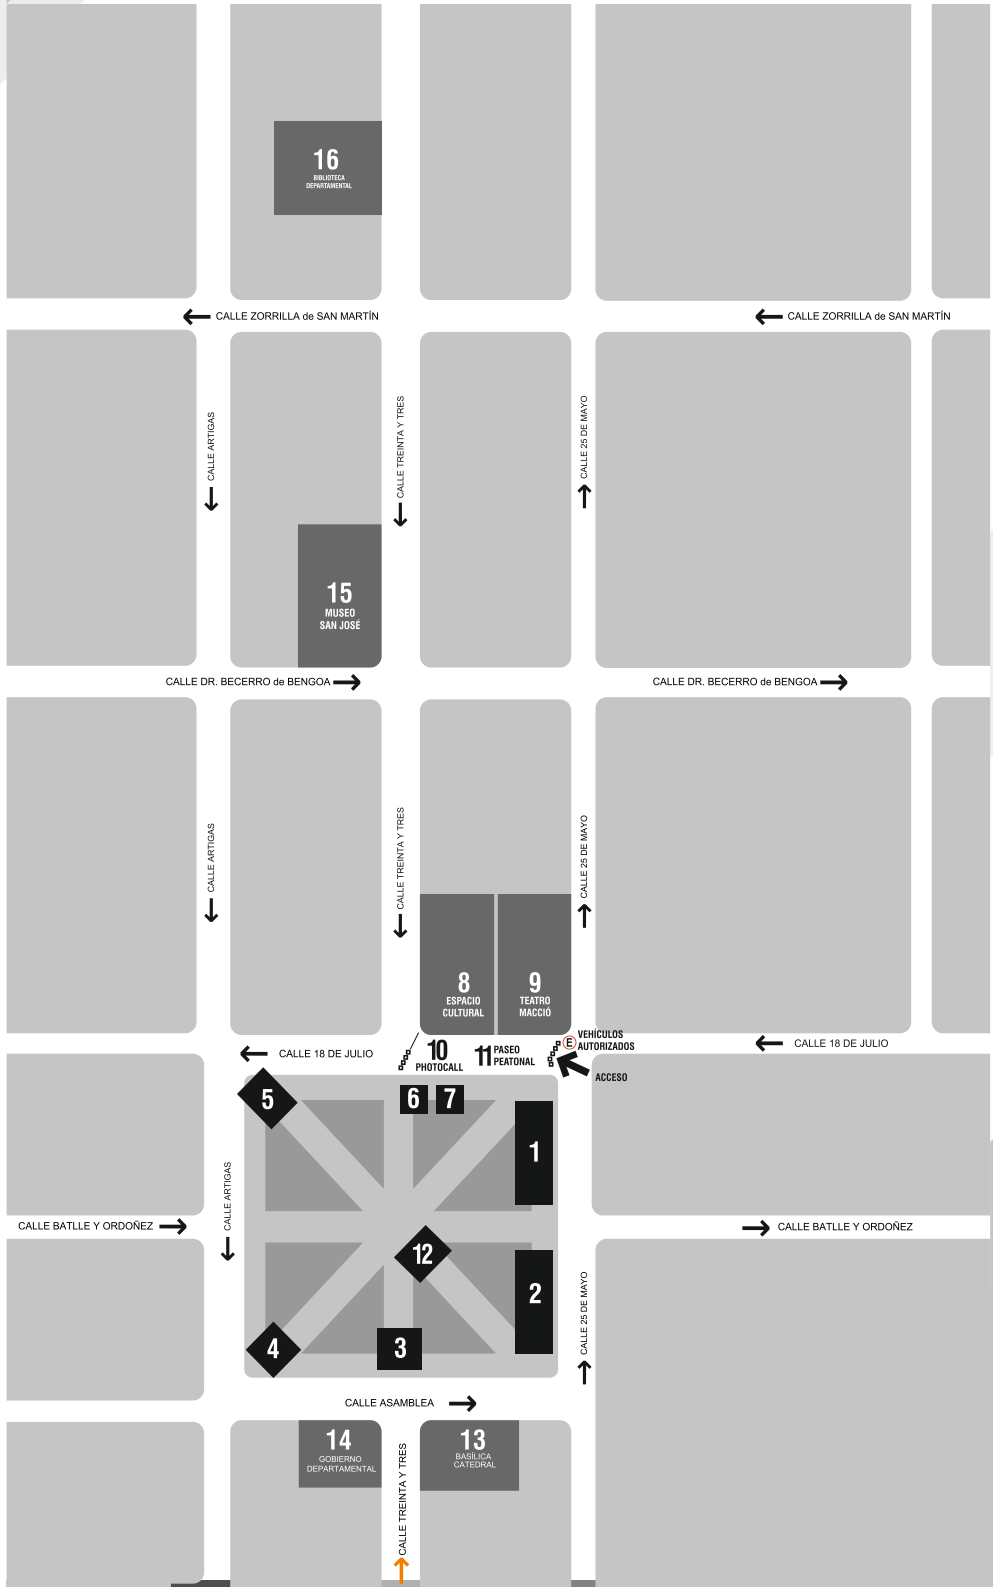 16
BIBLIOTECA
DEPARTAMENTAL
CALLE ZORRILLA de SAN MARTÍN
CALLE ZORRILLA de SAN MARTÍN
CALLE ARTIGAS
CALLE TREINTA Y TRES
CALLE 25 DE MAYO
15
MUSEO
SAN JOSÉ
CALLE DR. BECERRO de BENGOA
CALLE DR. BECERRO de BENGOA
CALLE ARTIGAS
CALLE TREINTA Y TRES
CALLE 25 DE MAYO
8
ESPACIO
CULTURAL
9
TEATRO
MACCIÓ
CALLE 18 DE JULIO
10
PHOTOCALL
11 PASEO
PEATONAL
E VEHÍCULOS
AUTORIZADOS
ACCESO
CALLE 18 DE JULIO
5
6
7
1
CALLE ARTIGAS
CALLE BATLLE Y ORDOÑEZ
CALLE BATLLE Y ORDOÑEZ
12
2
CALLE 25 DE MAYO
4
3
CALLE ASAMBLEA
14
GOBIERNO
DEPARTAMENTAL
13
BASÍLICA
CATEDRAL
CALLE TREINTA Y TRES